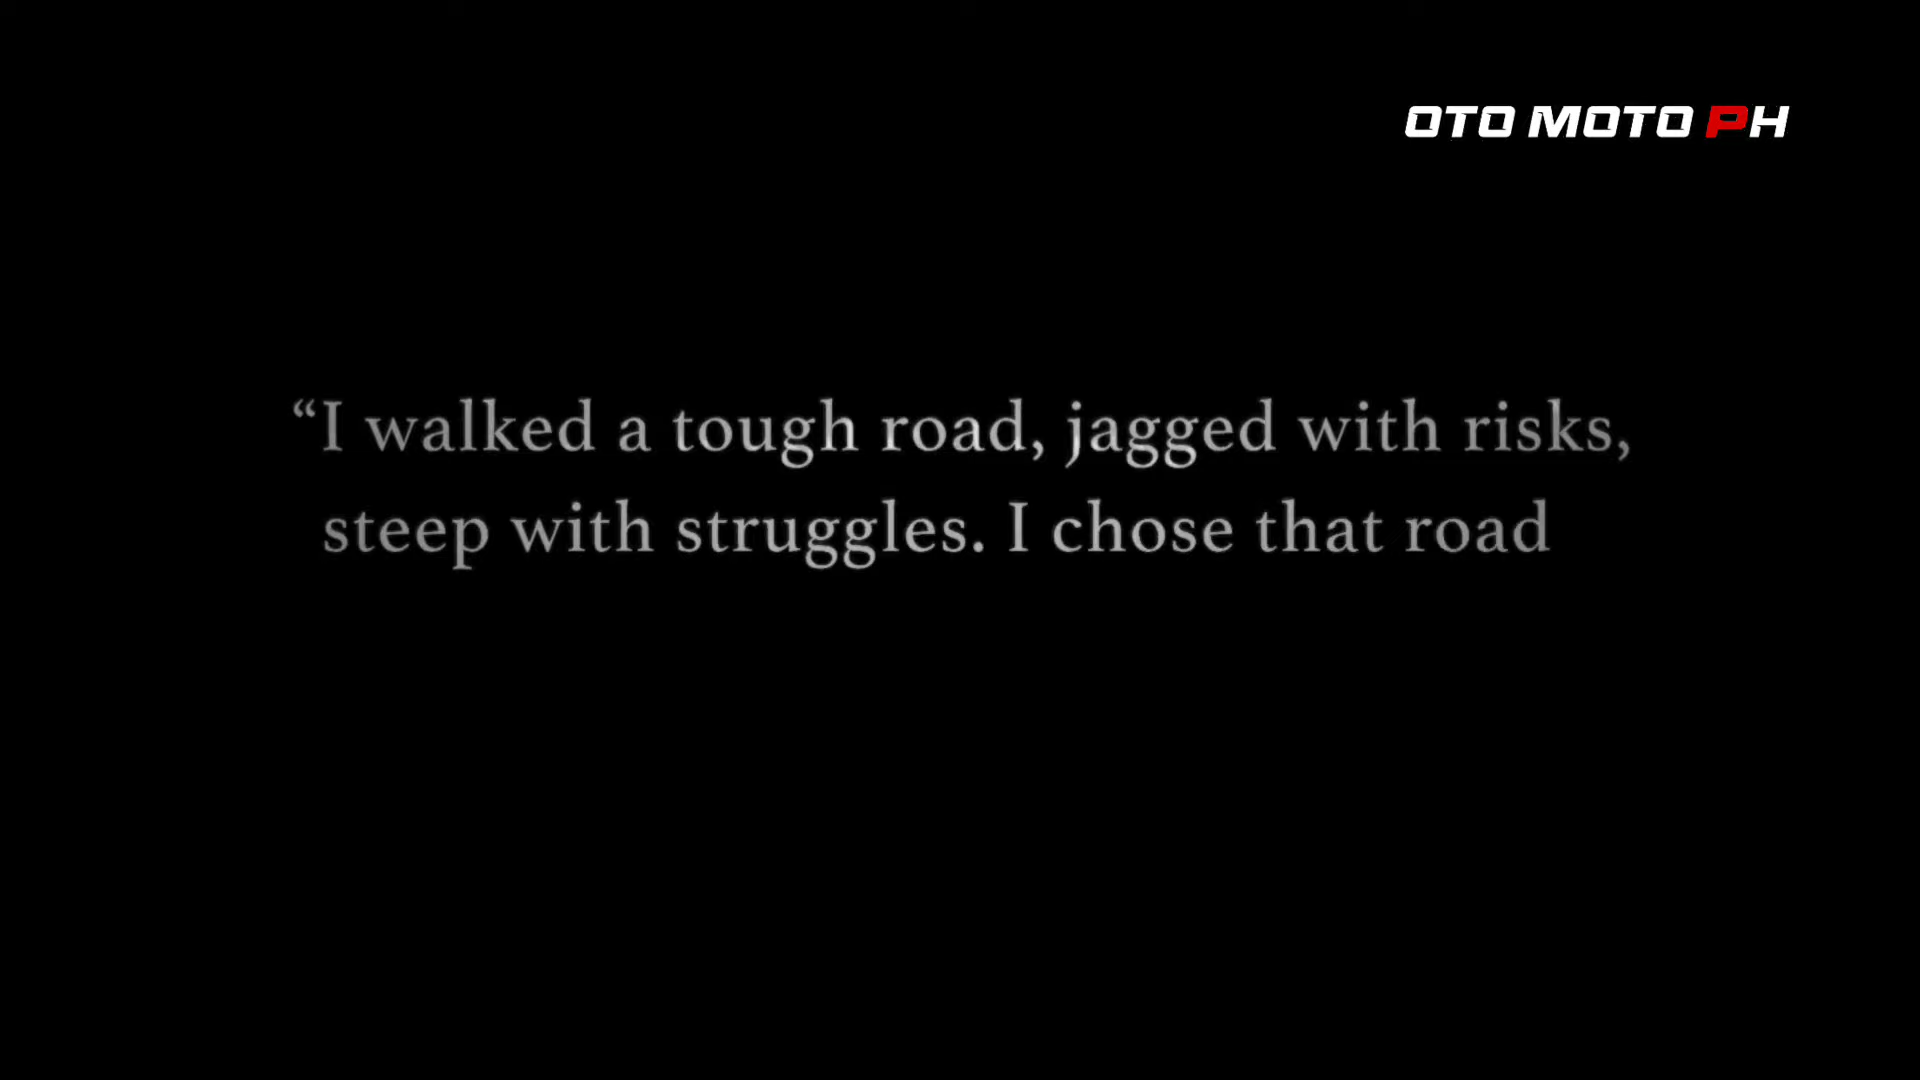 OTO MOTO PH
“I walked a tough road, jagged with risks,
steep with struggles. I chose that road